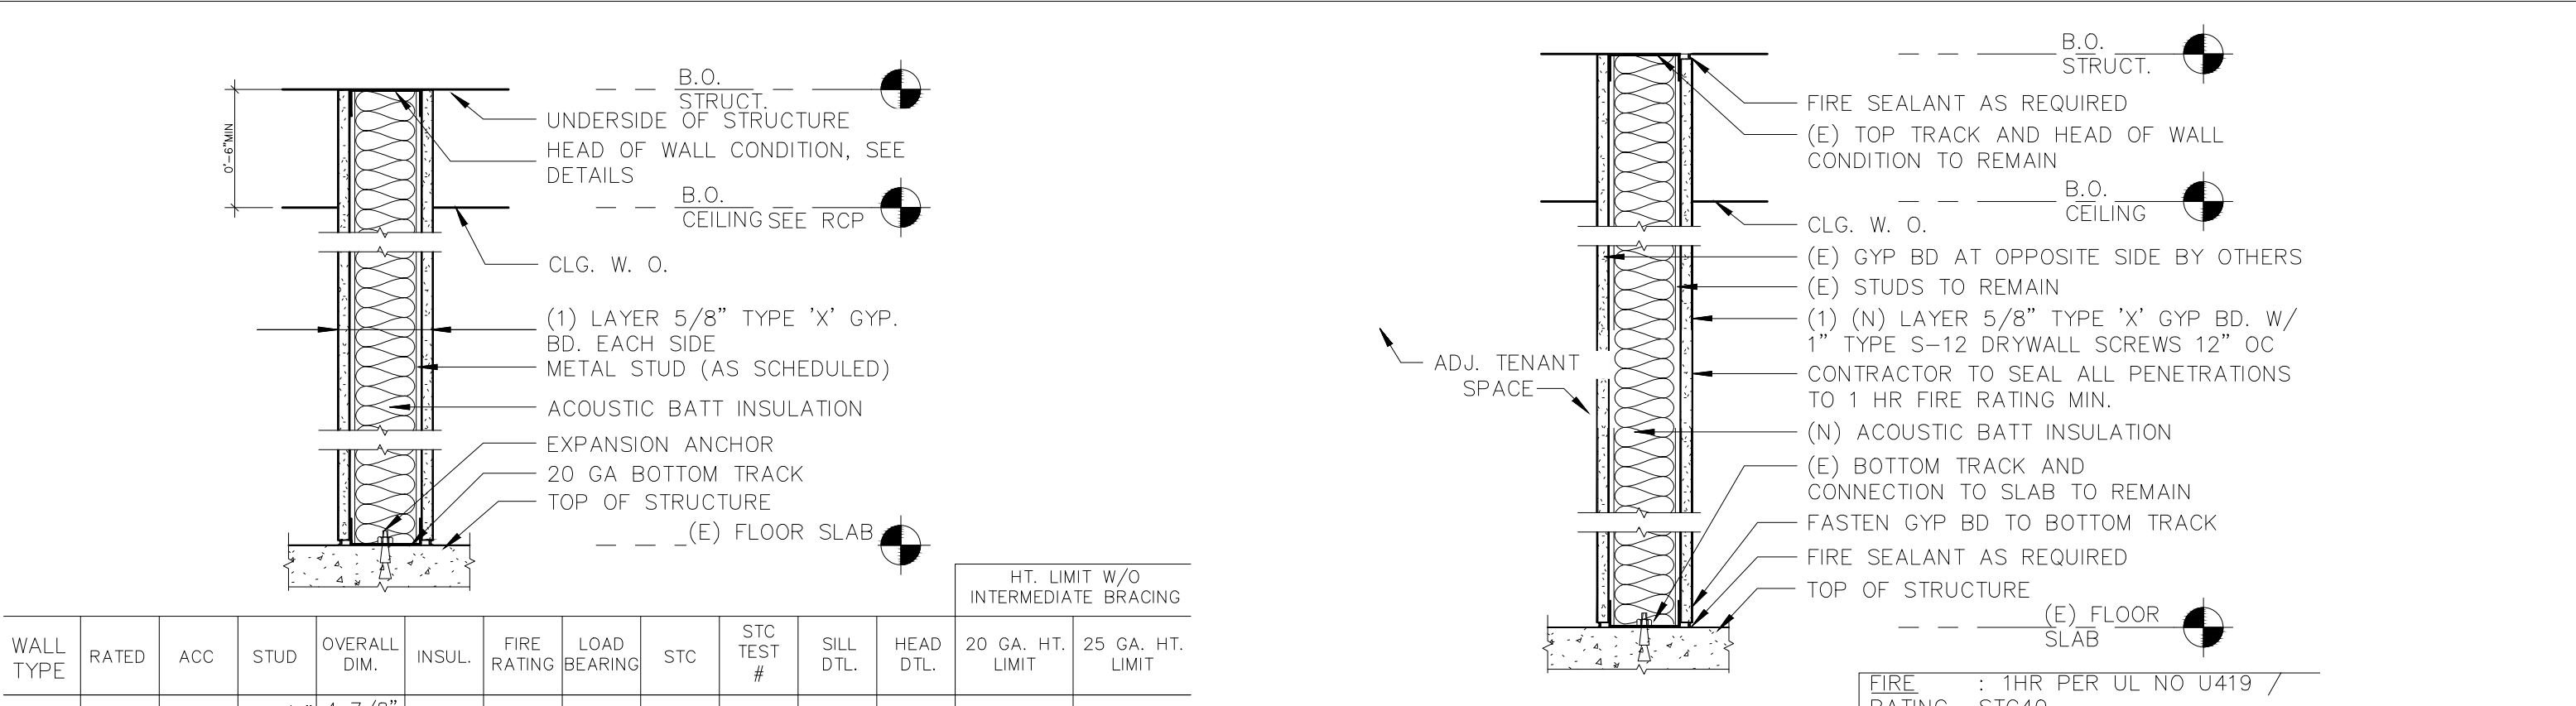 B.O.
STRUCT.
UNDERSIDE OF STRUCTURE
HEAD OF WALL CONDITION, SEE
DETAILS
0'-6"MIN
B.O.
CEILING SEE RCP
CLG. W. O.
(1) LAYER 5/8" TYPE 'X' GYP.
BD. EACH SIDE
METAL STUD (AS SCHEDULED)
ACOUSTIC BATT INSULATION
EXPANSION ANCHOR
20 GA BOTTOM TRACK
TOP OF STRUCTURE
(E) FLOOR SLAB
HT. LIMIT W/O
INTERMEDIATE BRACING
WALL
TYPE
RATED
ACC
STUD
OVERALL
DIM.
INSUL.
FIRE
RATING
LOAD
BEARING
STC
STC
TEST
#
SILL
DTL.
HEAD
DTL.
20 GA. HT.
LIMIT
25 GA. HT.
LIMIT
4 7/8"
B.O.
STRUCT.
FIRE SEALANT AS REQUIRED
(E) TOP TRACK AND HEAD OF WALL
CONDITION TO REMAIN
B.O.
CEILING
CLG. W. O.
(E) GYP BD AT OPPOSITE SIDE BY OTHERS
(E) STUDS TO REMAIN
(1) (N) LAYER 5/8" TYPE 'X' GYP BD. W/
1" TYPE S-12 DRYWALL SCREWS 12" OC
ADJ. TENANT
SPACE
CONTRACTOR TO SEAL ALL PENETRATIONS
TO 1 HR FIRE RATING MIN.
(N) ACOUSTIC BATT INSULATION
(E) BOTTOM TRACK AND
CONNECTION TO SLAB TO REMAIN
FASTEN GYP BD TO BOTTOM TRACK
FIRE SEALANT AS REQUIRED
TOP OF STRUCTURE
(E) FLOOR
SLAB
FIRE : 1HR PER UL NO U419 /
RATING STC40